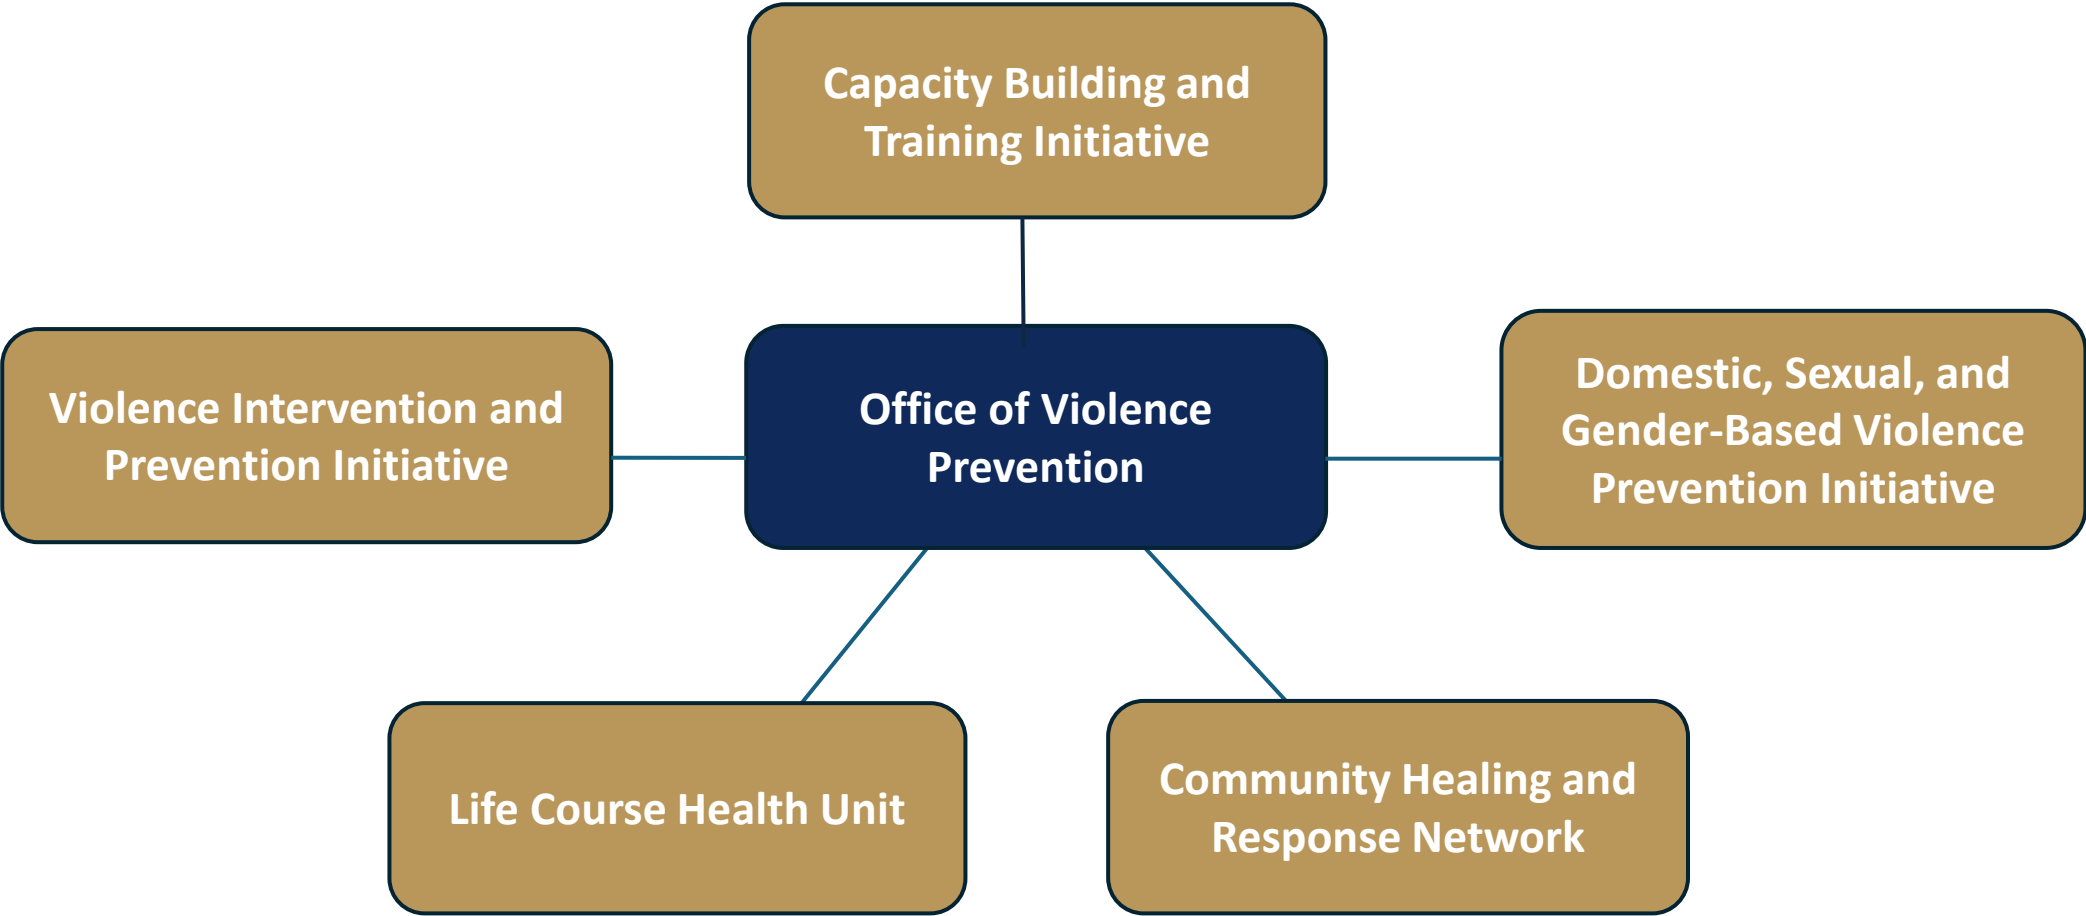 Capacity Building and
Training Initiative
Violence Intervention and
Prevention Initiative
Office of Violence
Prevention
Domestic, Sexual, and
Gender-Based Violence
Prevention Initiative
Life Course Health Unit
Community Healing and
Response Network